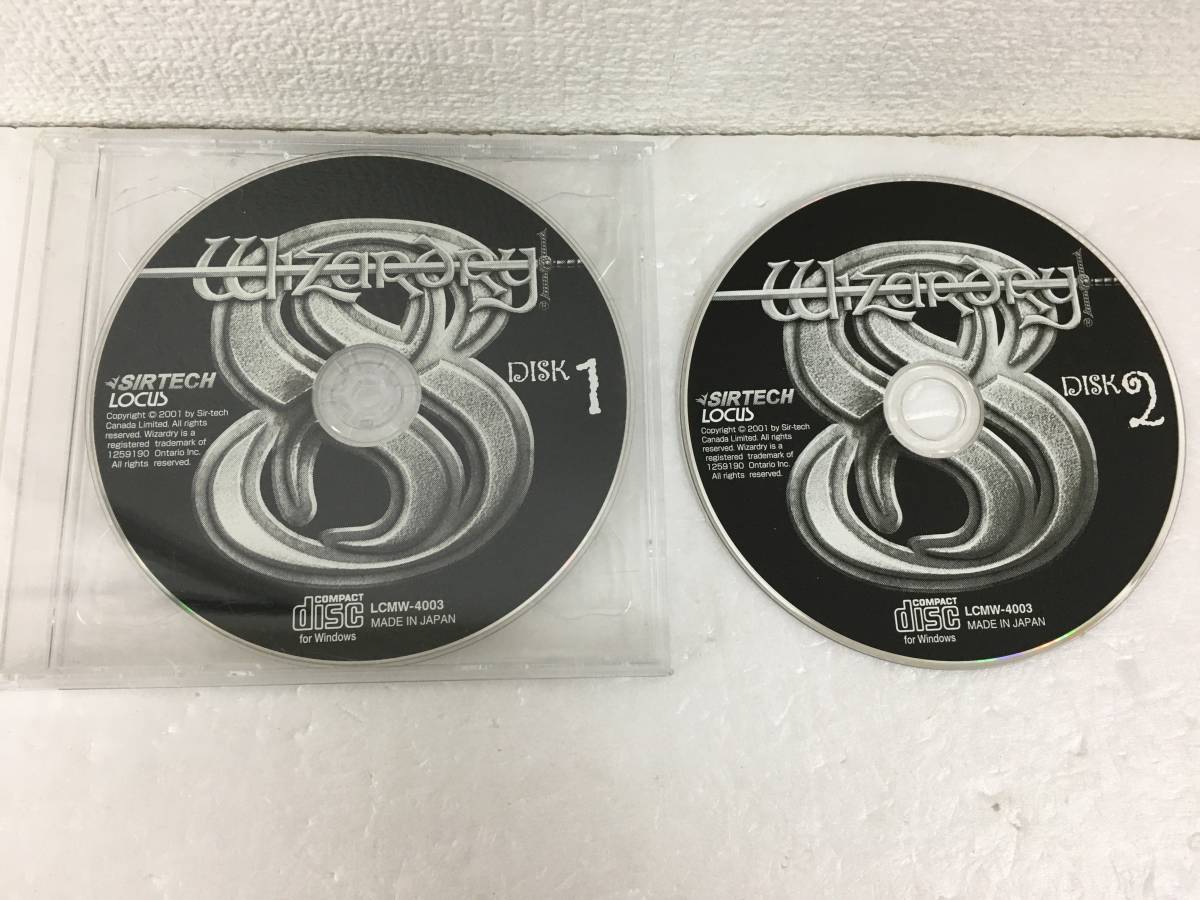 Wizardry
DISK 1
SIRTECH
LOCUS
Copyright © 2001 by Sir-tech
Canada Limited. All rights
reserved. Wizardry is a
registered trademark of
1259190 Ontario Inc.
All rights reserved.
COMPACT
disc
for Windows
LCMW-4003
MADE IN JAPAN
Wizardry
DISK 2
SIRTECH
LOCUS
Copyright © 2001 by Sir-tech
Canada Limited. All rights
reserved. Wizardry is a
registered trademark of
1259190 Ontario Inc.
All rights reserved.
COMPACT
disc
for Windows
LCMW-4003
MADE IN JAPAN